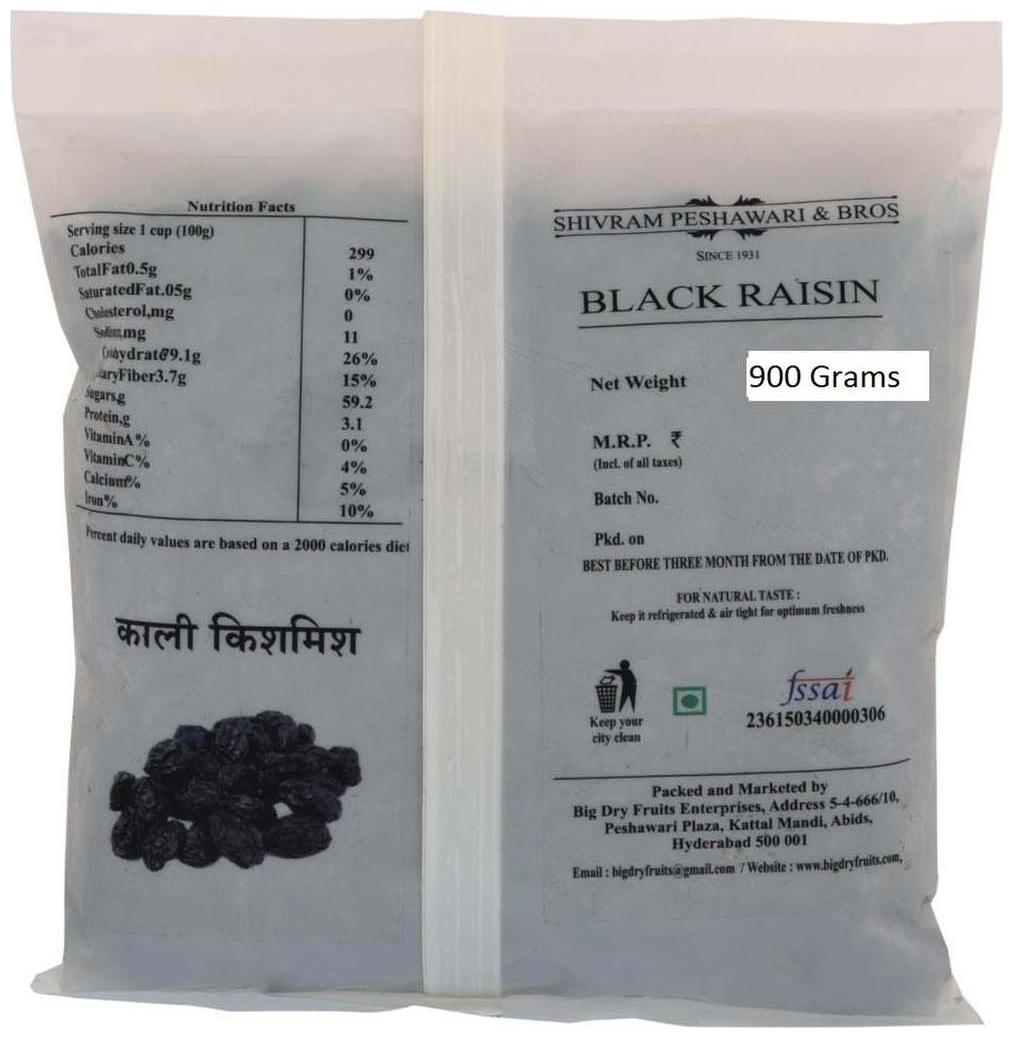 Nutrition Facts
Serving size 1 cup (100g)
Calories 299
TotalFat0.5g 1%
SaturatedFat.05g 0%
Cholesterol,mg 0
Sodium,mg 11
9.1g 26%
aryFiber3.7g 15%
Sugars,g 59.2
Protein,g 3.1
VitaminA% 0%
VitaminC% 4%
Calcium% 5%
Iron% 10%
Percent daily values are based on a 2000 calories diet
काली किशमिश
SHIVRAM PESHAWARI & BROS
SINCE 1931
BLACK RAISIN
Net Weight 900 Grams
M.R.P. ₹
(Incl. of all taxes)
Batch No.
Pkd. on
BEST BEFORE THREE MONTH FROM THE DATE OF PKD.
FOR NATURAL TASTE :
Keep it refrigerated & air tight for optimum freshness
Keep your
city clean
fssai
236150340000306
Packed and Marketed by
Big Dry Fruits Enterprises, Address 5-4-666/10,
Peshawari Plaza, Kattal Mandi, Abids,
Hyderabad 500 001
Email : bigdryfruits@gmail.com / Website : www.bigdryfruits.com,